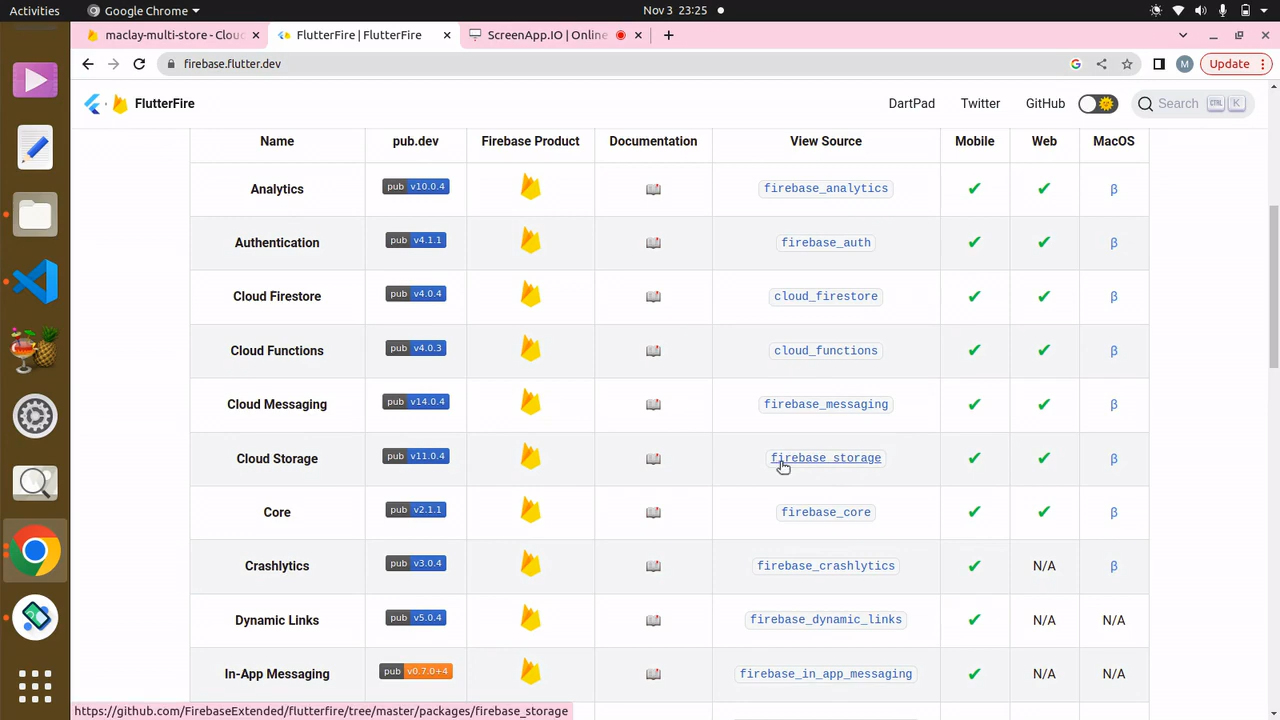 Activities Google Chrome Nov 3 23:25
maclay-multi-store - Clou FlutterFire | FlutterFire ScreenApp.IO | Online
firebase.flutter.dev M Update
FlutterFire DartPad Twitter GitHub Search CTRL K
Name pub.dev Firebase Product Documentation View Source Mobile Web MacOS
Analytics pub v10.0.4 firebase_analytics ✔ ✔ β
Authentication pub v4.1.1 firebase_auth ✔ ✔ β
Cloud Firestore pub v4.0.4 cloud_firestore ✔ ✔ β
Cloud Functions pub v4.0.3 cloud_functions ✔ ✔ β
Cloud Messaging pub v14.0.4 firebase_messaging ✔ ✔ β
Cloud Storage pub v11.0.4 firebase_storage ✔ ✔ β
Core pub v2.1.1 firebase_core ✔ ✔ β
Crashlytics pub v3.0.4 firebase_crashlytics ✔ N/A β
Dynamic Links pub v5.0.4 firebase_dynamic_links ✔ N/A N/A
In-App Messaging pub v0.7.0+4 firebase_in_app_messaging ✔ N/A N/A
https://github.com/FirebaseExtended/flutterfire/tree/master/packages/firebase_storage